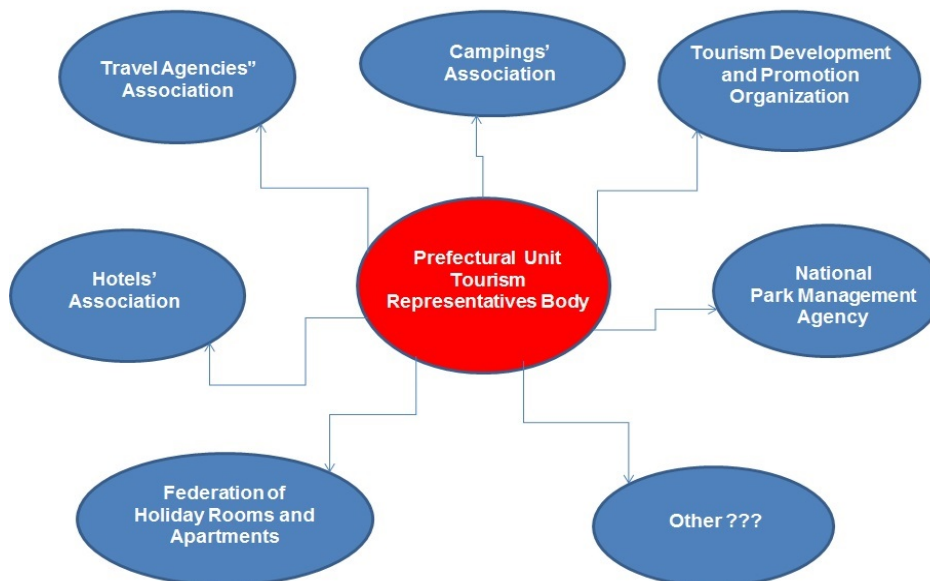 Travel Agencies"
Association
Campings'
Association
Tourism Development
and Promotion
Organization
Hotels'
Association
Prefectural Unit
Tourism
Representatives Body
National
Park Management
Agency
Federation of
Holiday Rooms and
Apartments
Other ???